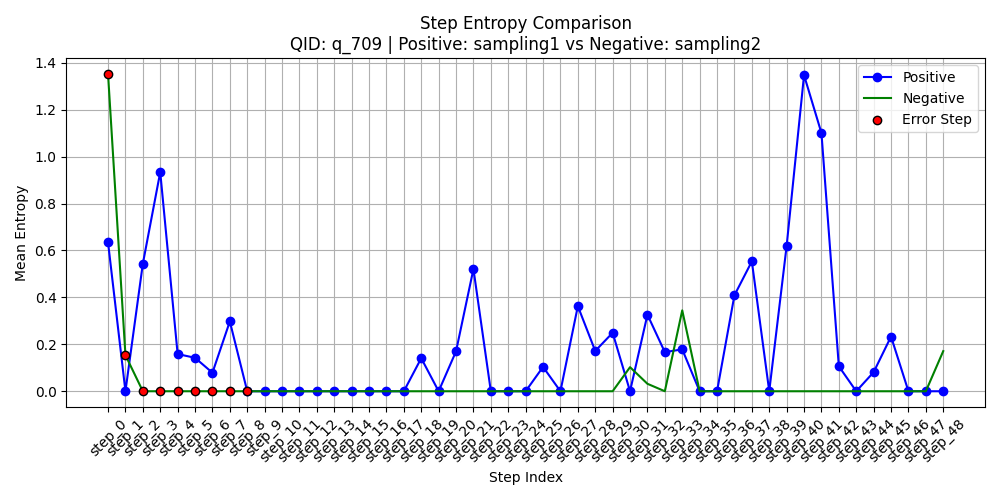 Step Entropy Comparison
QID: q_709 | Positive: sampling1 vs Negative: sampling2
Mean Entropy
1.4
1.2
1.0
0.8
0.6
0.4
0.2
0.0
Positive
Negative
Error Step
step_0
step_1
step_2
step_3
step_4
step_5
step_6
step_7
step_8
step_9
step_10
step_11
step_12
step_13
step_14
step_15
step_16
step_17
step_18
step_19
step_20
step_21
step_22
step_23
step_24
step_25
step_26
step_27
step_28
step_29
step_30
step_31
step_32
step_33
step_34
step_35
step_36
step_37
step_38
step_39
step_40
step_41
step_42
step_43
step_44
step_45
step_46
step_47
step_48
Step Index